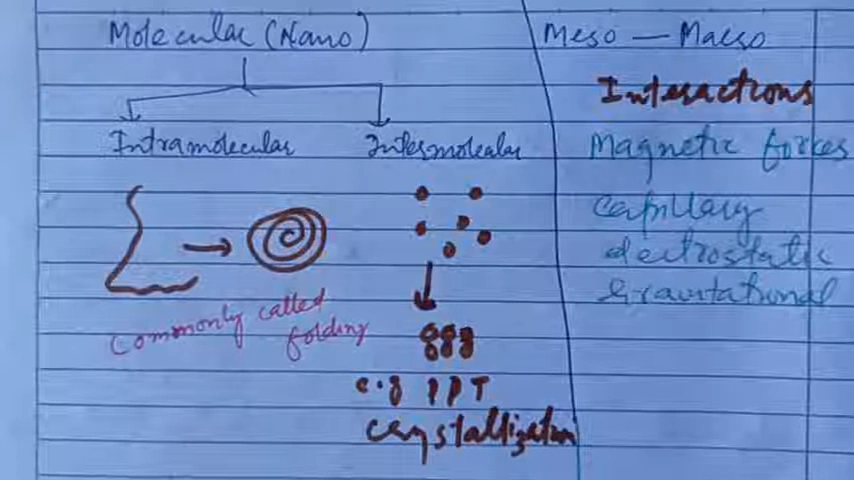 Molecular (Nano)
Meso — Macro
Interactions
Intramolecular
Intermolecular
Magnetic forces
Capillary
electrostatic
Gravitational
Commonly called
folding
e.g PPT
Crystallization